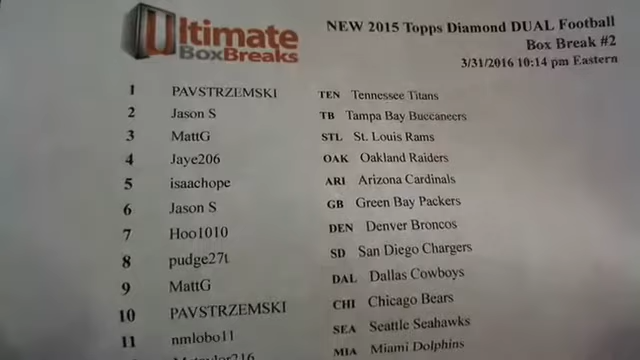 Ultimate
BoxBreaks
NEW 2015 Topps Diamond DUAL Football
Box Break #2
3/31/2016 10:14 pm Eastern
1 PAVSTRZEMSKI TEN Tennessee Titans
2 Jason S TB Tampa Bay Buccaneers
3 MattG STL St. Louis Rams
4 Jaye206 OAK Oakland Raiders
5 isaachope ARI Arizona Cardinals
6 Jason S GB Green Bay Packers
7 Hoo1010 DEN Denver Broncos
8 pudge27t SD San Diego Chargers
9 MattG DAL Dallas Cowboys
10 PAVSTRZEMSKI CHI Chicago Bears
11 nmlobo11 SEA Seattle Seahawks
MIA Miami Dolphins